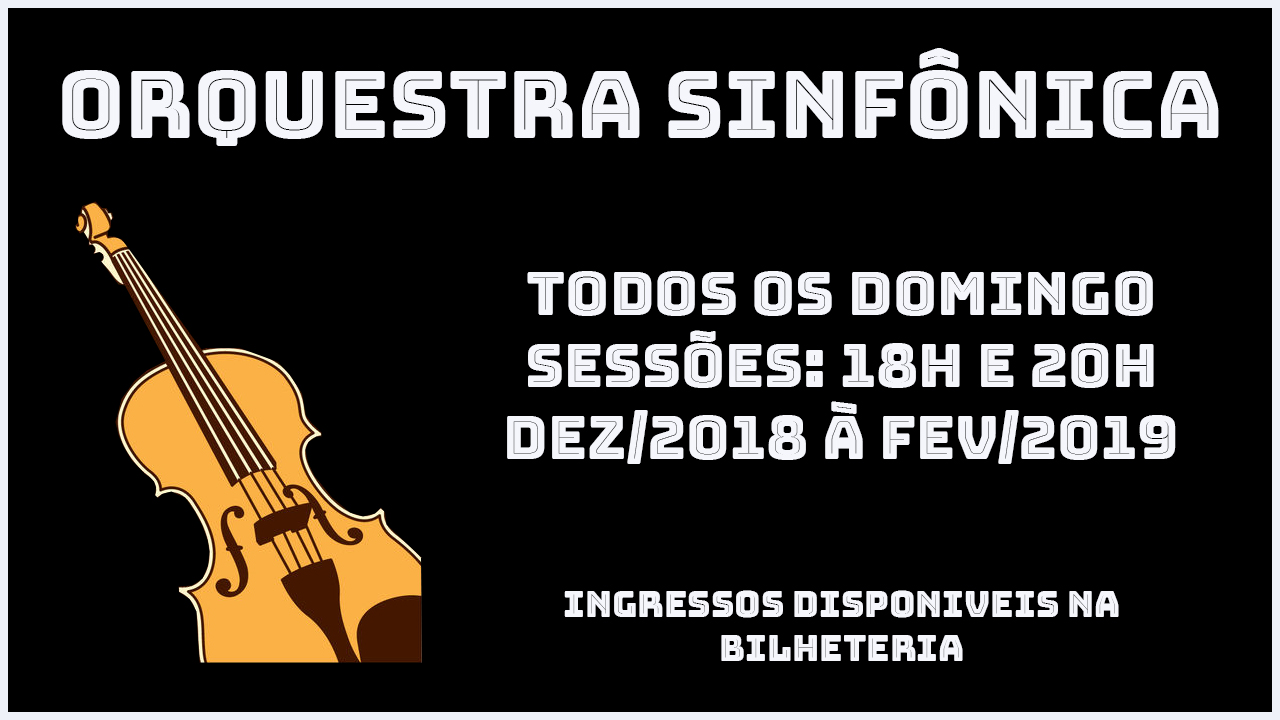 ORQUESTRA SINFÔNICA
TODOS OS DOMINGO
SESSÕES: 18H E 20H
DEZ/2018 Ã FEV/2019
INGRESSOS DISPONIVEIS NA
BILHETERIA